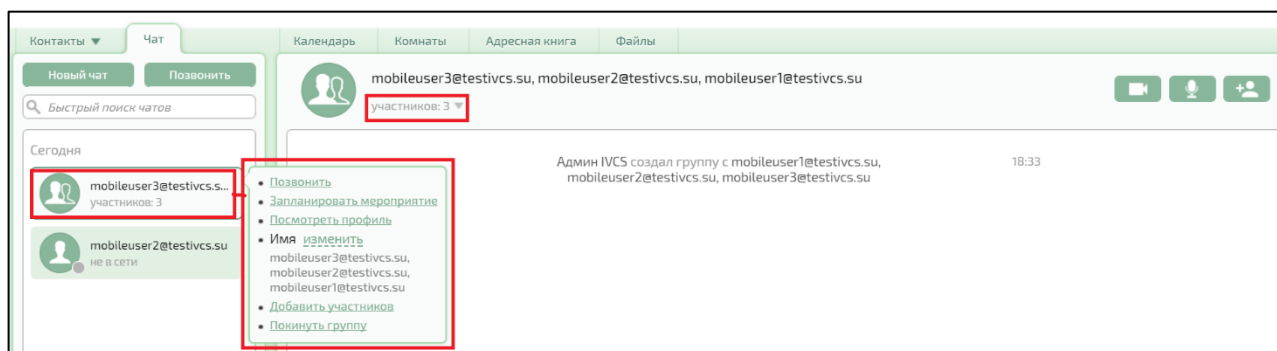 Контакты ▼
Чат
Календарь
Комнаты
Адресная книга
Файлы
Новый чат
Позвонить
Быстрый поиск чатов
Сегодня
mobileuser3@testivcs.s...
участников: 3
mobileuser2@testivcs.su
не в сети
• Позвонить
• Запланировать мероприятие
• Посмотреть профиль
• Имя изменить
mobileuser3@testivcs.su,
mobileuser2@testivcs.su,
mobileuser1@testivcs.su
• Добавить участников
• Покинуть группу
mobileuser3@testivcs.su, mobileuser2@testivcs.su, mobileuser1@testivcs.su
участников: 3 ▼
Админ IVCS создал группу с mobileuser1@testivcs.su, 18:33
mobileuser2@testivcs.su, mobileuser3@testivcs.su